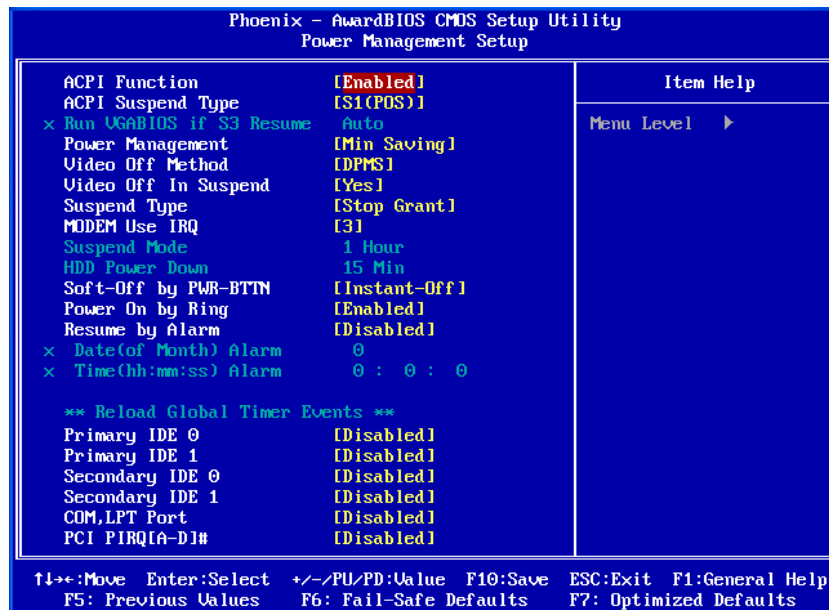 Phoenix - AwardBIOS CMOS Setup Utility
Power Management Setup
ACPI Function [Enabled]
ACPI Suspend Type [S1(POS)]
x Run VGABIOS if S3 Resume Auto
Power Management [Min Saving]
Video Off Method [DPMS]
Video Off In Suspend [Yes]
Suspend Type [Stop Grant]
MODEM Use IRQ [3]
Suspend Mode 1 Hour
HDD Power Down 15 Min
Soft-Off by PWR-BTTN [Instant-Off]
Power On by Ring [Enabled]
Resume by Alarm [Disabled]
x Date(of Month) Alarm 0
x Time(hh:mm:ss) Alarm 0 : 0 : 0
** Reload Global Timer Events **
Primary IDE 0 [Disabled]
Primary IDE 1 [Disabled]
Secondary IDE 0 [Disabled]
Secondary IDE 1 [Disabled]
COM,LPT Port [Disabled]
PCI PIRQ[A-D]# [Disabled]
Item Help
Menu Level ▶
↑↓→←:Move Enter:Select +/-/PU/PD:Value F10:Save ESC:Exit F1:General Help
F5: Previous Values F6: Fail-Safe Defaults F7: Optimized Defaults